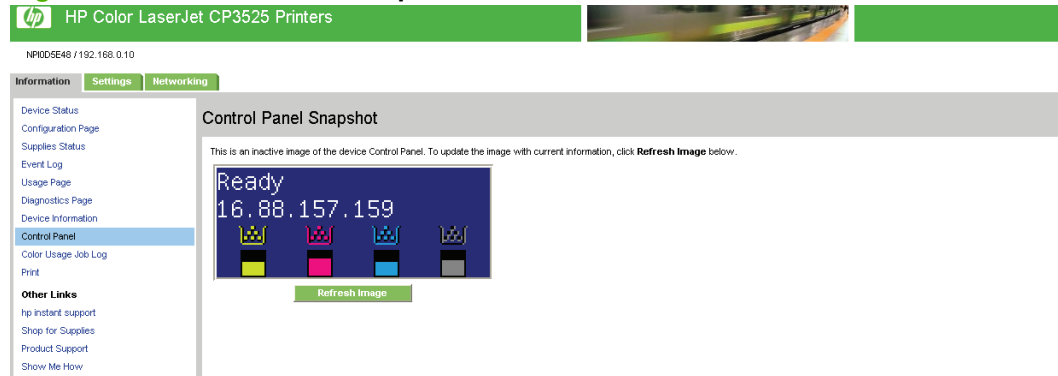 hp HP Color LaserJet CP3525 Printers
NPI0D5E48 / 192.168.0.10
Information Settings Networking
Device Status
Configuration Page
Supplies Status
Event Log
Usage Page
Diagnostics Page
Device Information
Control Panel
Color Usage Job Log
Print
Other Links
hp instant support
Shop for Supplies
Product Support
Show Me How
Control Panel Snapshot
This is an inactive image of the device Control Panel. To update the image with current information, click Refresh Image below.
Ready
16.88.157.159
Refresh Image